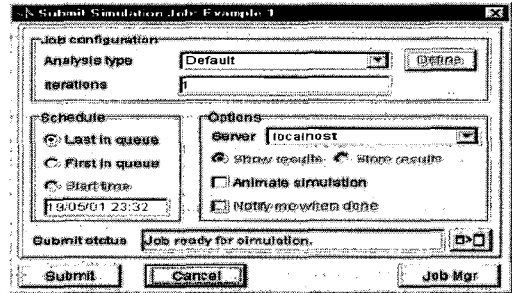 Submit Simulation Job: Example 1
Job configuration
Analysis type Default Define
Iterations 1
Schedule
Last in queue
First in queue
Start time
19/05/01 23:32
Options
Server localhost
Show results Store results
Animate simulation
Notify me when done
Submit status Job ready for simulation.
Submit Cancel Job Mgr